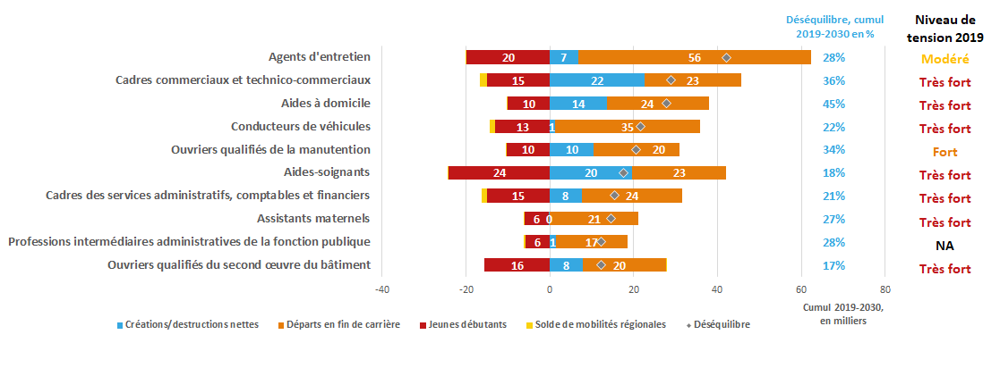 Déséquilibre, cumul
2019-2030 en %
Niveau de
tension 2019
Agents d'entretien 20 7 56 28% Modéré
Cadres commerciaux et technico-commerciaux 15 22 23 36% Très fort
Aides à domicile 10 14 24 45% Très fort
Conducteurs de véhicules 13 1 35 22% Très fort
Ouvriers qualifiés de la manutention 10 10 20 34% Fort
Aides-soignants 24 20 23 18% Très fort
Cadres des services administratifs, comptables et financiers 15 8 24 21% Très fort
Assistants maternels 6 0 21 27% Très fort
Professions intermédiaires administratives de la fonction publique 6 1 17 28% NA
Ouvriers qualifiés du second œuvre du bâtiment 16 8 20 17% Très fort
-40 -20 0 20 40 60 80
Cumul 2019-2030,
en milliers
Créations/destructions nettes Départs en fin de carrière Jeunes débutants Solde de mobilités régionales Déséquilibre